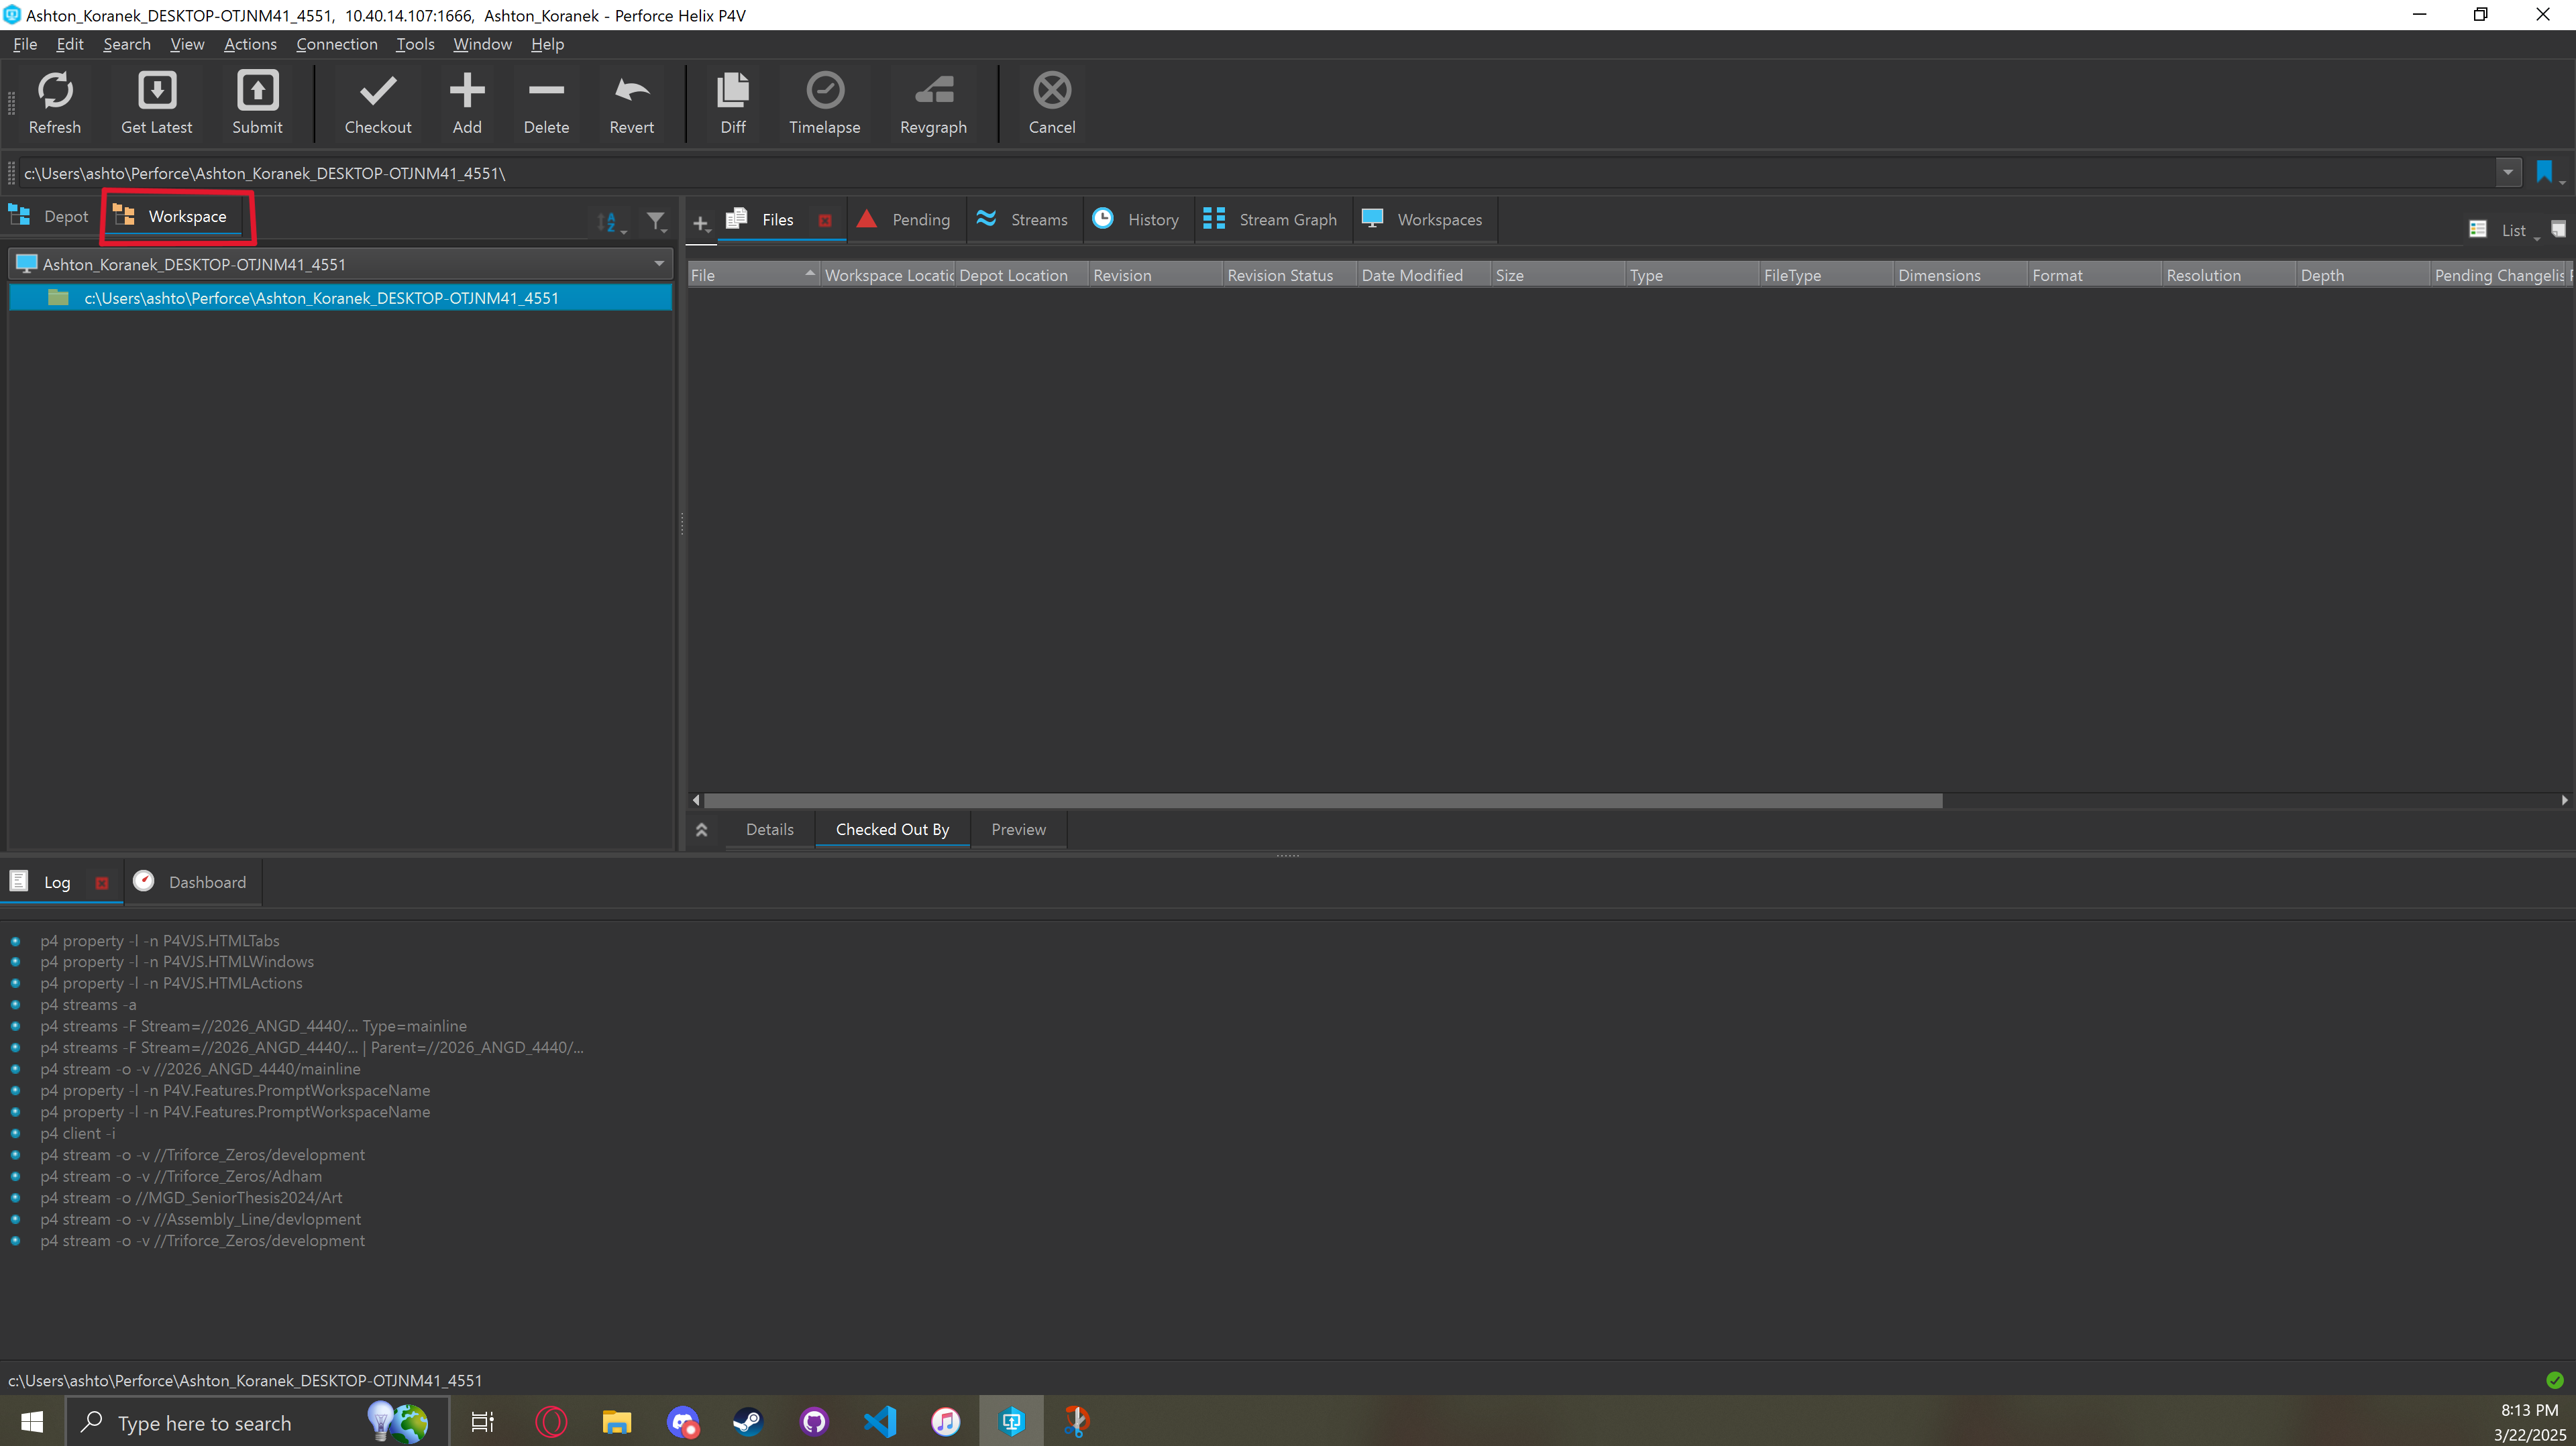 Ashton_Koranek_DESKTOP-OTJNM41_4551, 10.40.14.107:1666, Ashton_Koranek - Perforce Helix P4V
File Edit Search View Actions Connection Tools Window Help
Refresh Get Latest Submit Checkout Add Delete Revert Diff Timelapse Revgraph Cancel
c:\Users\ashto\Perforce\Ashton_Koranek_DESKTOP-OTJNM41_4551\
Depot Workspace
Files Pending Streams History Stream Graph Workspaces List
Ashton_Koranek_DESKTOP-OTJNM41_4551
File Workspace Locatic Depot Location Revision Revision Status Date Modified Size Type FileType Dimensions Format Resolution Depth Pending Changelis
c:\Users\ashto\Perforce\Ashton_Koranek_DESKTOP-OTJNM41_4551
Details Checked Out By Preview
Log Dashboard
p4 property -l -n P4VJS.HTMLTabs
p4 property -l -n P4VJS.HTMLWindows
p4 property -l -n P4VJS.HTMLActions
p4 streams -a
p4 streams -F Stream=//2026_ANGD_4440/... Type=mainline
p4 streams -F Stream=//2026_ANGD_4440/... | Parent=//2026_ANGD_4440/...
p4 stream -o -v //2026_ANGD_4440/mainline
p4 property -l -n P4V.Features.PromptWorkspaceName
p4 property -l -n P4V.Features.PromptWorkspaceName
p4 client -i
p4 stream -o -v //Triforce_Zeros/development
p4 stream -o -v //Triforce_Zeros/Adham
p4 stream -o //MGD_SeniorThesis2024/Art
p4 stream -o -v //Assembly_Line/devlopment
p4 stream -o -v //Triforce_Zeros/development
c:\Users\ashto\Perforce\Ashton_Koranek_DESKTOP-OTJNM41_4551
Type here to search
8:13 PM
3/22/2025